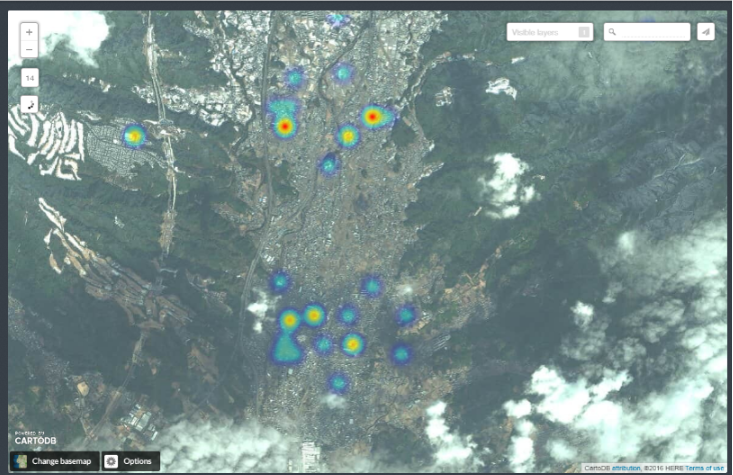 +
Visible layers
−
14
POWERED BY
CARTODB
Change basemap
Options
CartoDB attribution, ©2016 HERE Terms of use